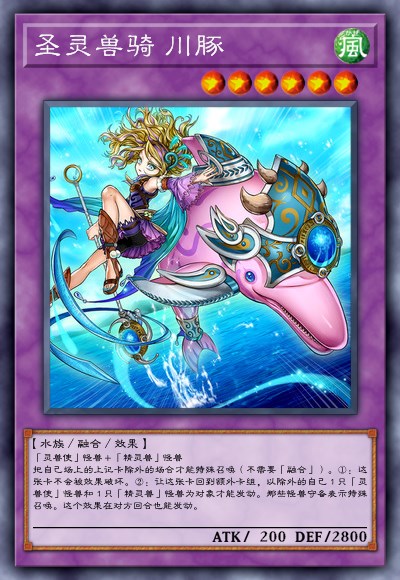 圣灵兽骑 川豚
風
【水族／融合／效果】
「灵兽使」怪兽＋「精灵兽」怪兽
把自己场上的上记卡除外的场合才能特殊召唤（不需要「融合」）。①：这
张卡不会被效果破坏。②：让这张卡回到额外卡组，以除外的自己1只「灵
兽使」怪兽和1只「精灵兽」怪兽为对象才能发动。那些怪兽守备表示特殊
召唤。这个效果在对方回合也能发动。
ATK/ 200 DEF/2800